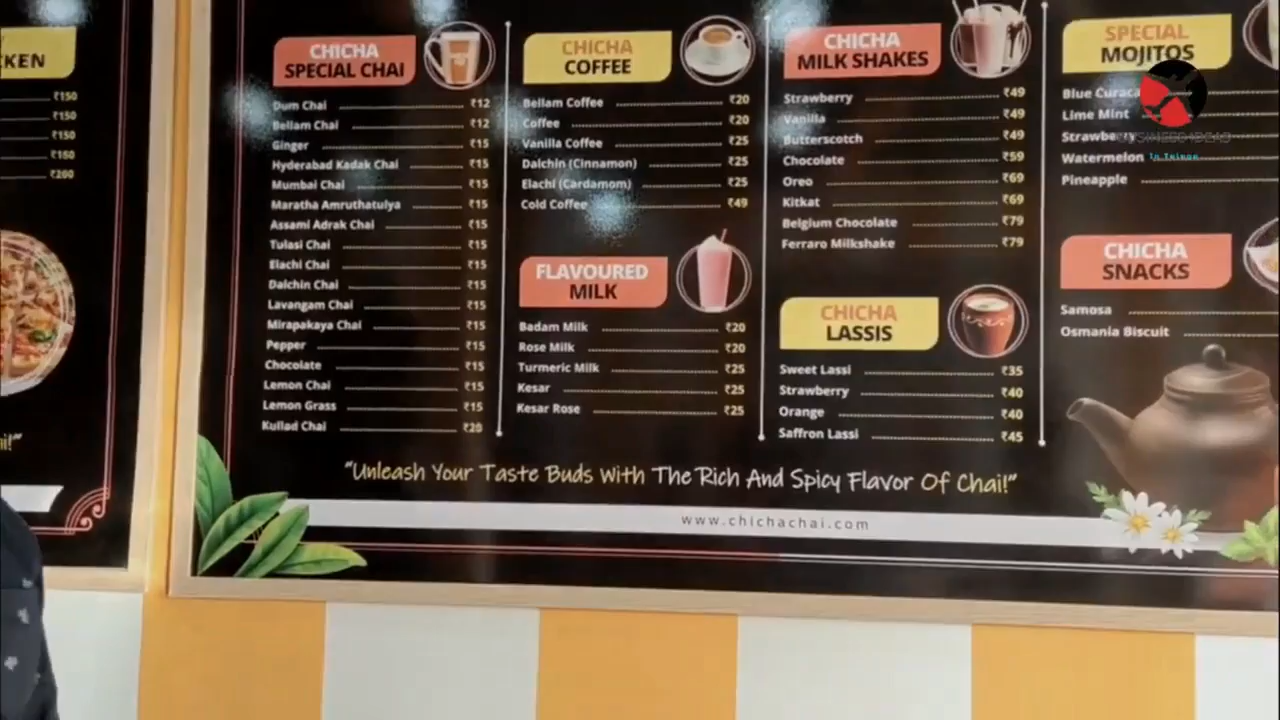 CKEN
₹150
₹150
₹150
₹150
₹200
CHICHA
SPECIAL CHAI
Dum Chai ₹12
Bellam Chai ₹12
Ginger ₹15
Hyderabad Kadak Chai ₹15
Mumbai Chai ₹15
Maratha Amruthatulya ₹15
Assami Adrak Chai ₹15
Tulasi Chai ₹15
Elachi Chai ₹15
Dalchin Chai ₹15
Lavangam Chai ₹15
Mirapakaya Chai ₹15
Pepper ₹15
Chocolate ₹15
Lemon Chai ₹15
Lemon Grass ₹15
Kullad Chai ₹20
CHICHA
COFFEE
Bellam Coffee ₹20
Coffee ₹20
Vanilla Coffee ₹25
Dalchin (Cinnamon) ₹25
Elachi (Cardamom) ₹25
Cold Coffee ₹49
FLAVOURED
MILK
Badam Milk ₹20
Rose Milk ₹20
Turmeric Milk ₹25
Kesar ₹25
Kesar Rose ₹25
CHICHA
MILK SHAKES
Strawberry ₹49
Vanilla ₹49
Butterscotch ₹49
Chocolate ₹59
Oreo ₹69
Kitkat ₹69
Belgium Chocolate ₹79
Ferraro Milkshake ₹79
CHICHA
LASSIS
Sweet Lassi ₹35
Strawberry ₹40
Orange ₹40
Saffron Lassi ₹45
SPECIAL
MOJITOS
Blue Curaca
Lime Mint
Strawbe
Watermelon
Pineapple
CHICHA
SNACKS
Samosa
Osmania Biscuit
"Unleash Your Taste Buds With The Rich And Spicy Flavor Of Chai!"
www.chichachai.com
BUSINESS IDEAS
In Telugu